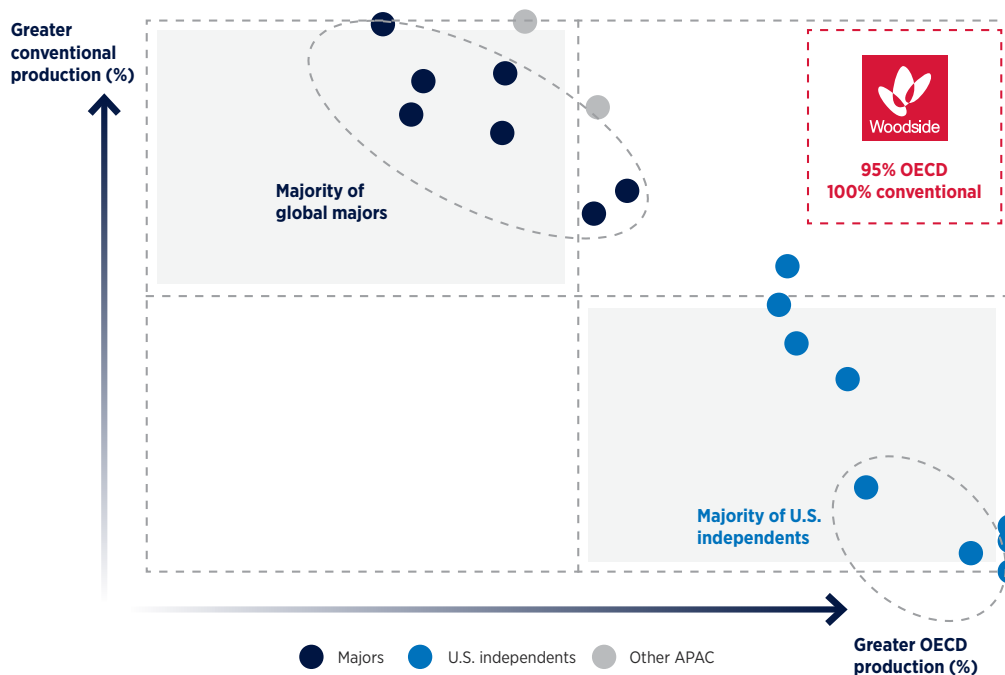 Greater
conventional
production (%)
Woodside
95% OECD
100% conventional
Majority of
global majors
Majority of U.S.
independents
Greater OECD
production (%)
Majors
U.S. independents
Other APAC